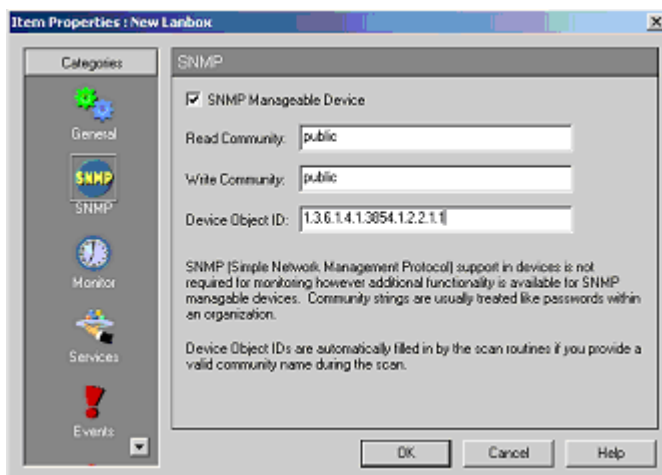 Item Properties : New Lanbox
Categories
General
SNMP
SNMP
Monitor
Services
Events
SNMP
SNMP Manageable Device
Read Community: public
Write Community: public
Device Object ID: 1.3.6.1.4.1.3854.1.2.2.1.1
SNMP (Simple Network Management Protocol) support in devices is not
required for monitoring however additional functionality is available for SNMP
managable devices. Community strings are usually treated like passwords within
an organization.
Device Object IDs are automatically filled in by the scan routines if you provide a
valid community name during the scan.
OK Cancel Help